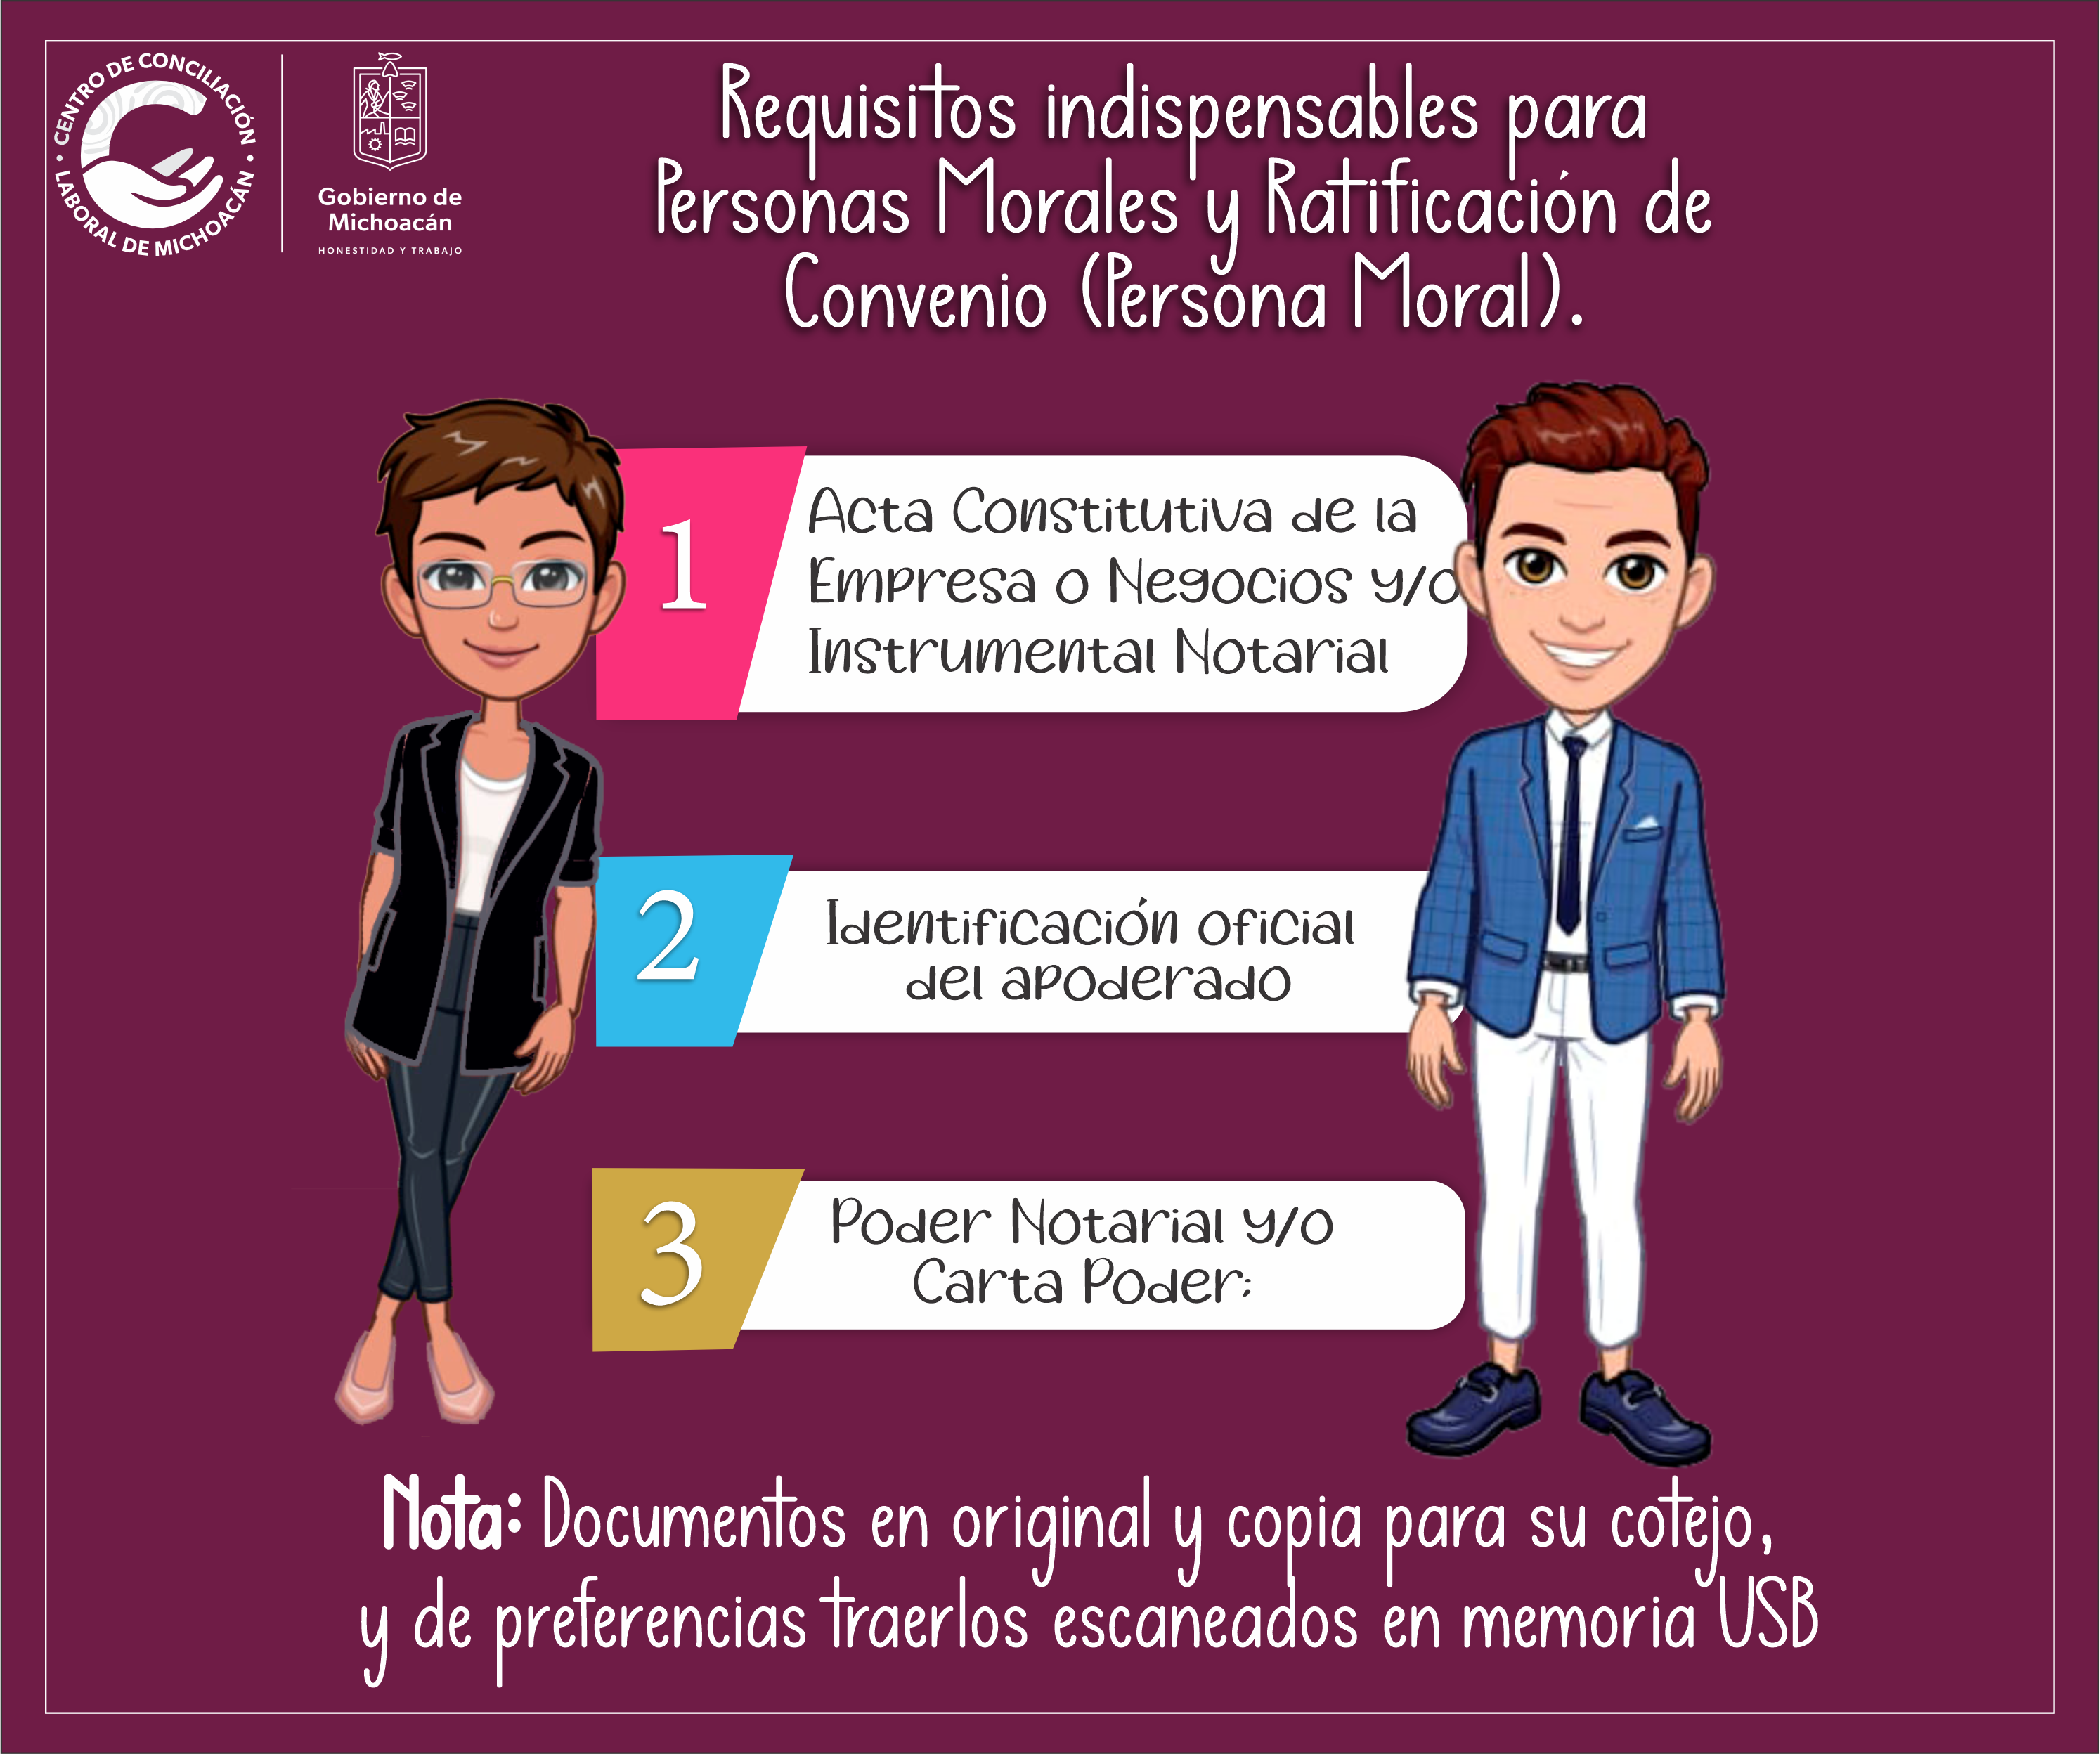 CENTRO DE CONCILIACIÓN
LABORAL DE MICHOACÁN
Gobierno de
Michoacán
HONESTIDAD Y TRABAJO
Requisitos indispensables para
Personas Morales y Ratificación de
Convenio (Persona Moral).
1
Acta Constitutiva de la
Empresa o Negocios y/o
Instrumental Notarial
2
Identificación oficial
del apoderado
3
Poder Notarial y/o
Carta Poder;
Nota: Documentos en original y copia para su cotejo,
y de preferencias traerlos escaneados en memoria USB